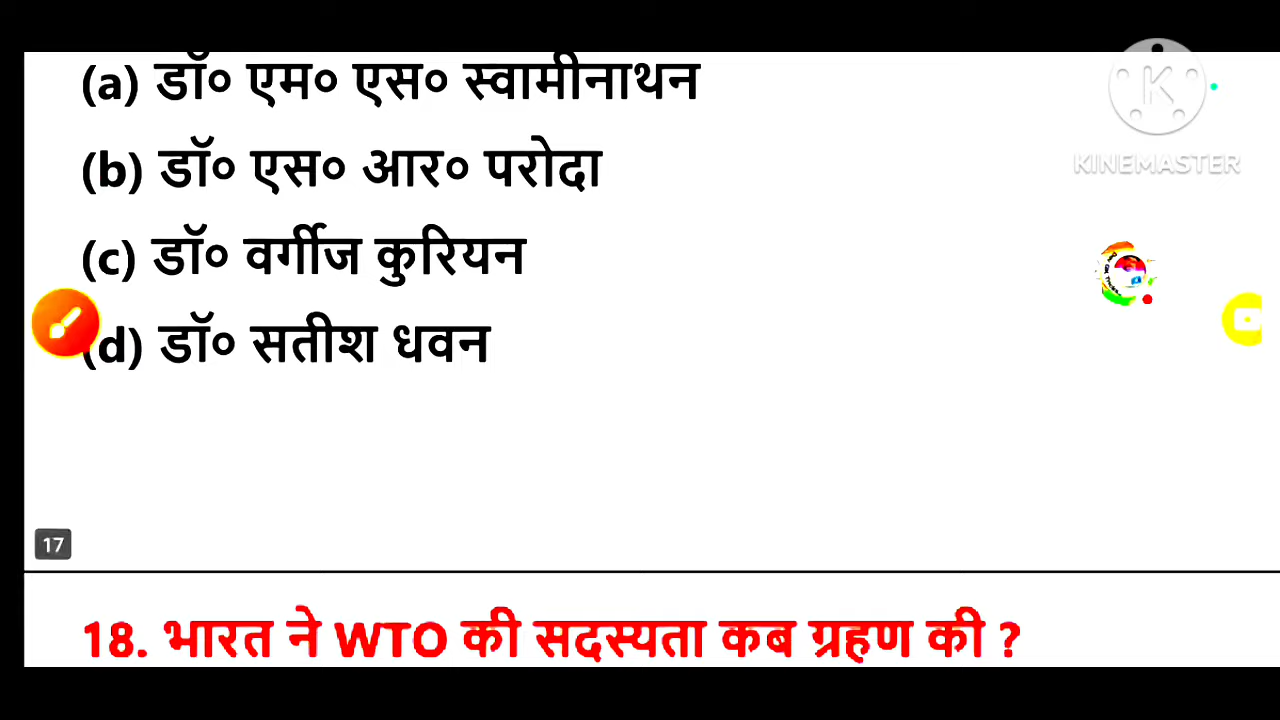 (a) डॉ० एम० एस० स्वामीनाथन
KINEMASTER
(b) डॉ० एस० आर० परोदा
(c) डॉ० वर्गीज कुरियन
(d) डॉ० सतीश धवन
17
18. भारत ने WTO की सदस्यता कब ग्रहण की ?